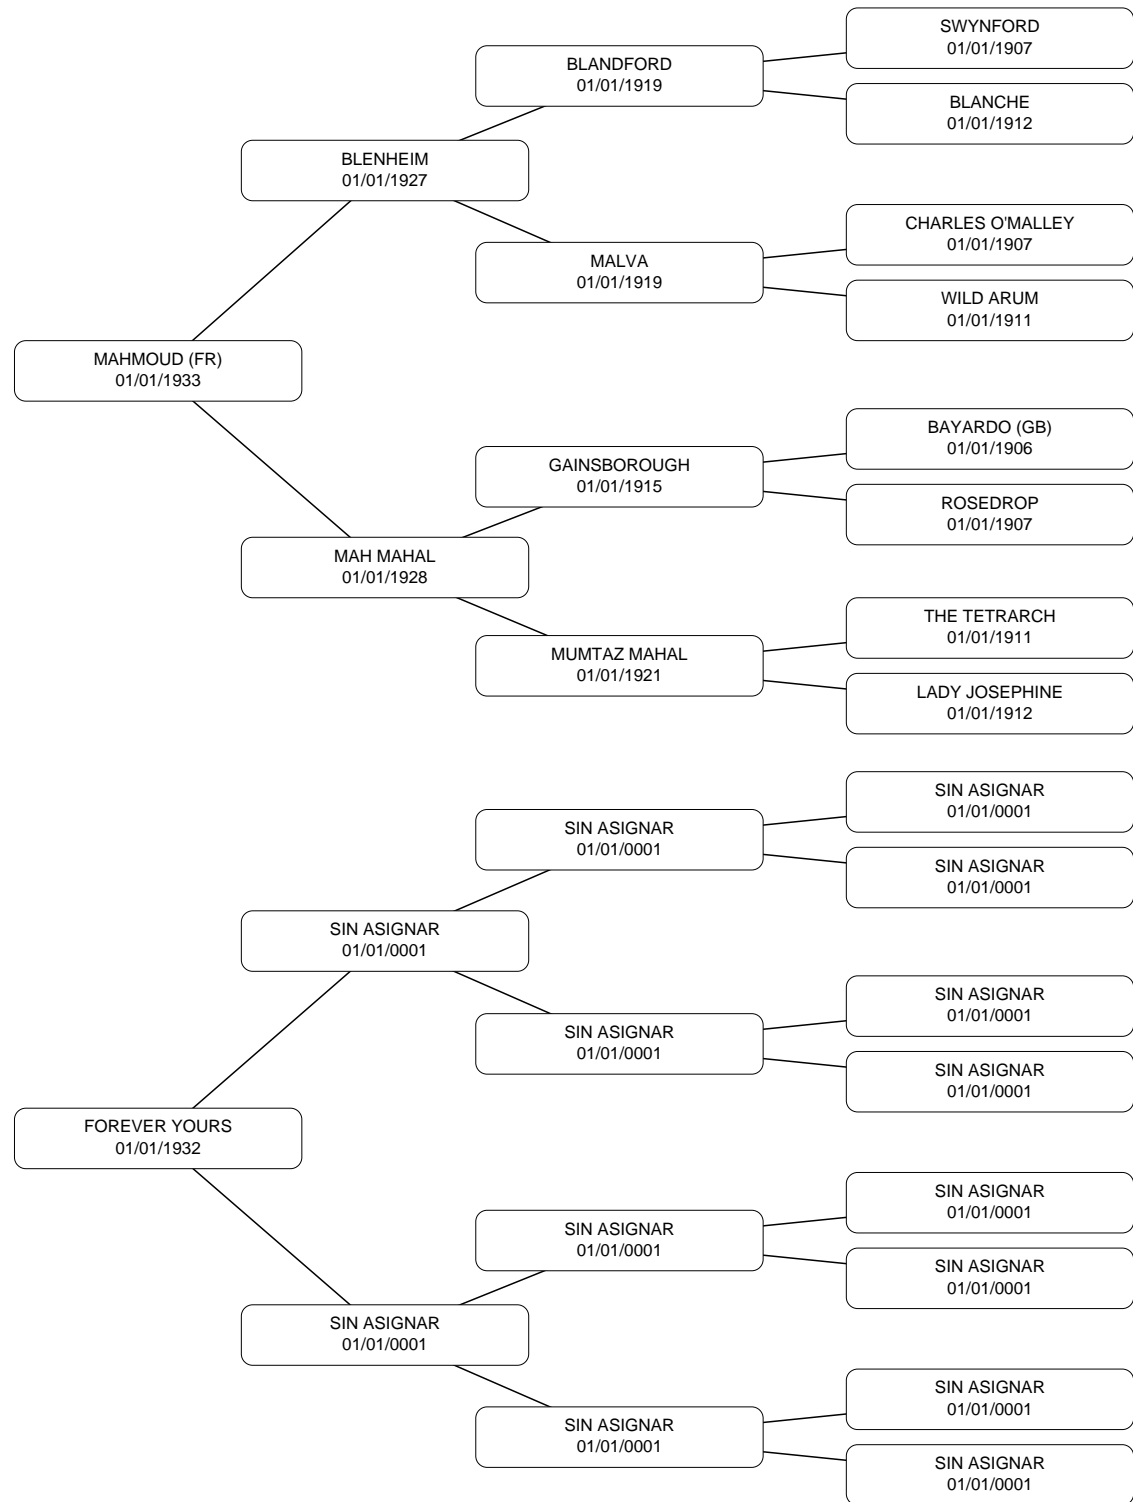 SWYNFORD
01/01/1907
BLANDFORD
01/01/1919
BLANCHE
01/01/1912
BLENHEIM
01/01/1927
CHARLES O'MALLEY
01/01/1907
MALVA
01/01/1919
WILD ARUM
01/01/1911
MAHMOUD (FR)
01/01/1933
BAYARDO (GB)
01/01/1906
GAINSBOROUGH
01/01/1915
ROSEDROP
01/01/1907
MAH MAHAL
01/01/1928
THE TETRARCH
01/01/1911
MUMTAZ MAHAL
01/01/1921
LADY JOSEPHINE
01/01/1912
SIN ASIGNAR
01/01/0001
SIN ASIGNAR
01/01/0001
SIN ASIGNAR
01/01/0001
SIN ASIGNAR
01/01/0001
SIN ASIGNAR
01/01/0001
SIN ASIGNAR
01/01/0001
SIN ASIGNAR
01/01/0001
FOREVER YOURS
01/01/1932
SIN ASIGNAR
01/01/0001
SIN ASIGNAR
01/01/0001
SIN ASIGNAR
01/01/0001
SIN ASIGNAR
01/01/0001
SIN ASIGNAR
01/01/0001
SIN ASIGNAR
01/01/0001
SIN ASIGNAR
01/01/0001